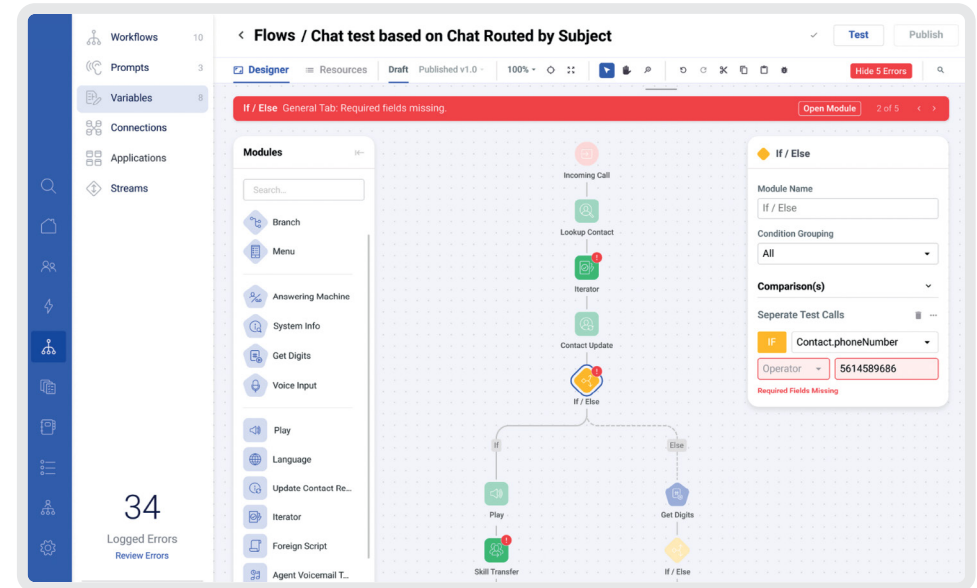 Workflows 10
Prompts 3
Variables 8
Connections
Applications
Streams
34
Logged Errors
Review Errors
Flows / Chat test based on Chat Routed by Subject
Test
Publish
Designer
Resources
Draft
Published v1.0
100%
Hide 5 Errors
If / Else General Tab: Required fields missing.
Open Module
2 of 5
Modules
Search...
Branch
Menu
Answering Machine
System Info
Get Digits
Voice Input
Play
Language
Update Contact Re...
Iterator
Foreign Script
Agent Voicemail T...
Incoming Call
Lookup Contact
Iterator
Contact Update
If / Else
If
Else
Play
Get Digits
Skill Transfer
If / Else
If / Else
Module Name
If / Else
Condition Grouping
All
Comparison(s)
Seperate Test Calls
IF
Contact.phoneNumber
Operator
5614589686
Required Fields Missing